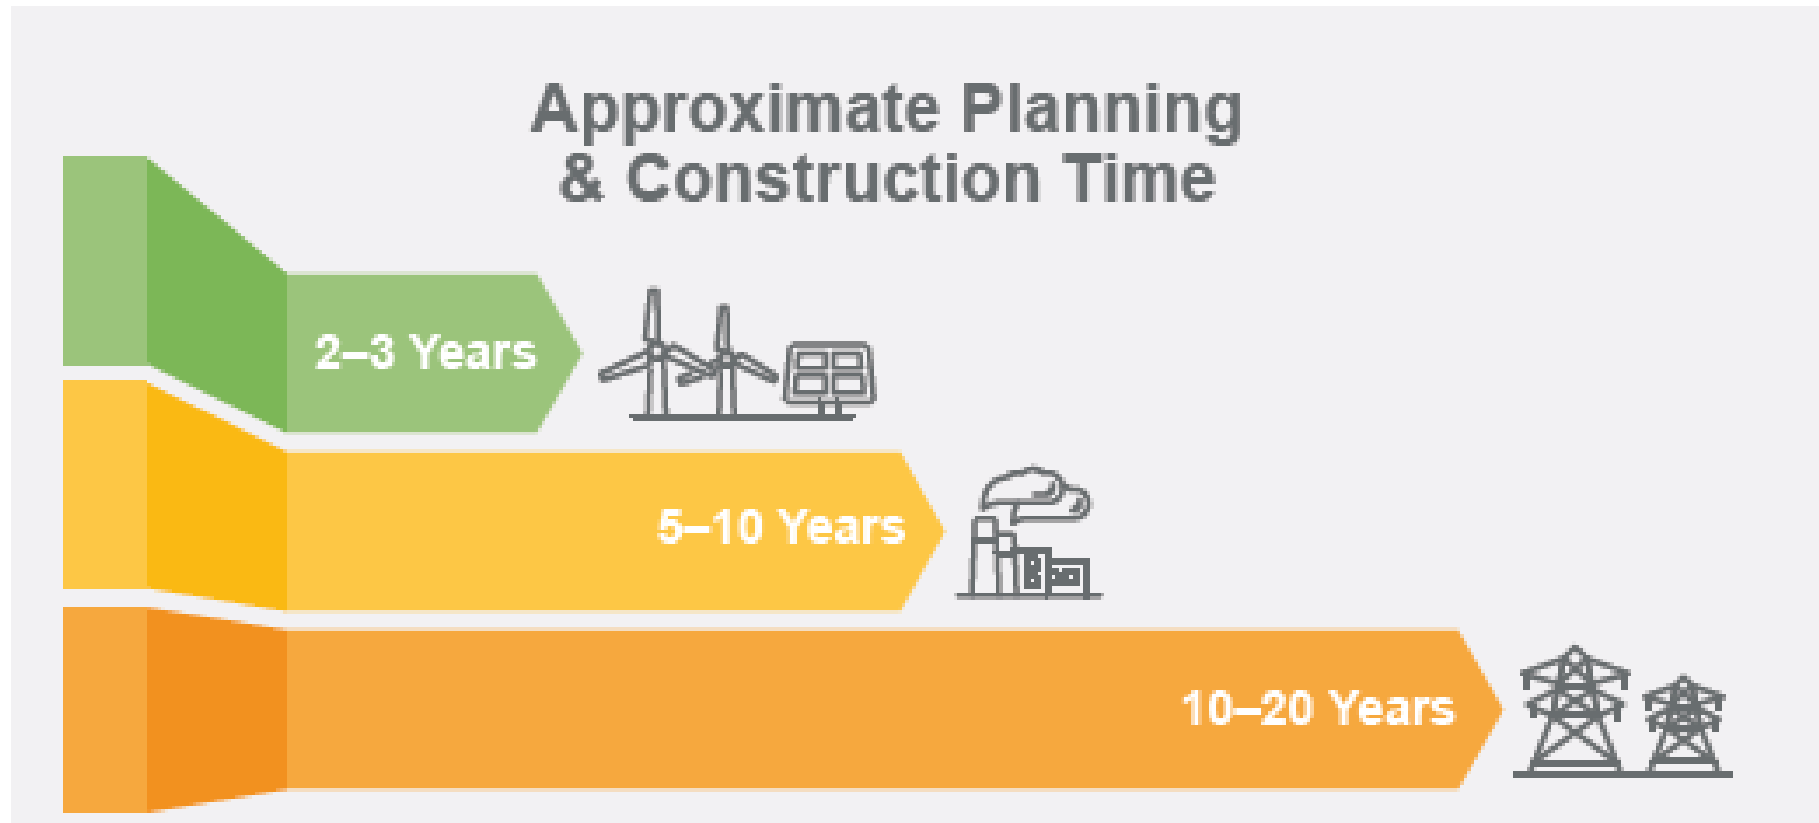 Approximate Planning
& Construction Time
2–3 Years
5–10 Years
10–20 Years